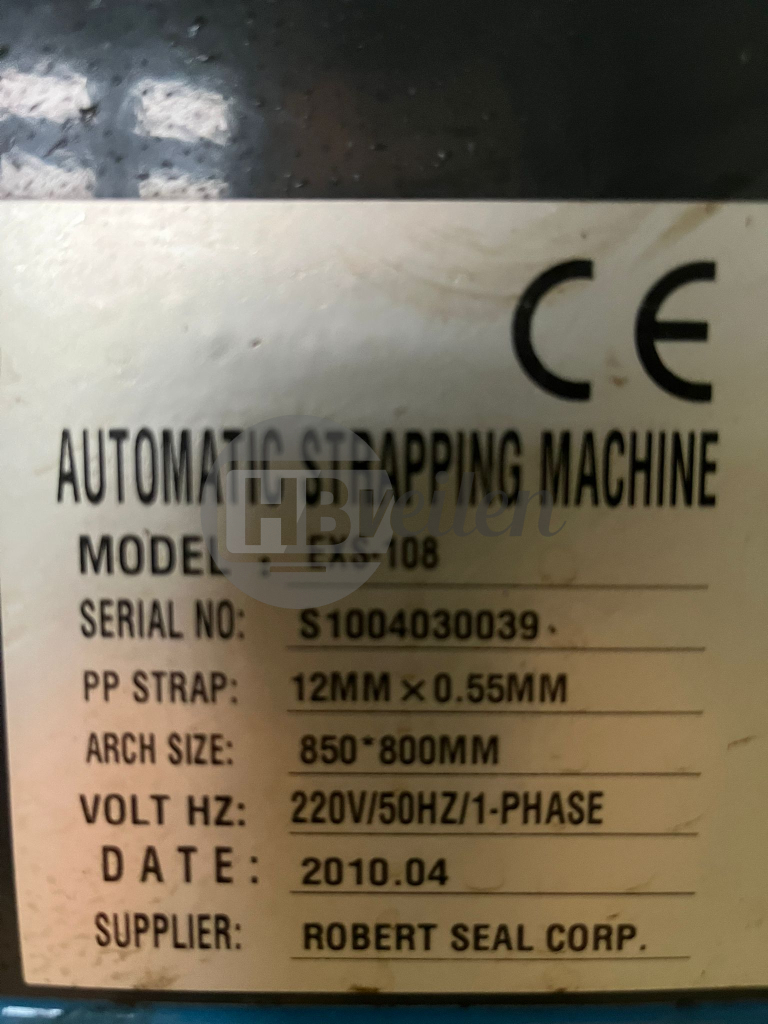 CE
AUTOMATIC STRAPPING MACHINE
HBveilen
MODEL : EXS-108
SERIAL NO: S1004030039.
PP STRAP: 12MM×0.55MM
ARCH SIZE: 850*800MM
VOLT HZ: 220V/50HZ/1-PHASE
DATE: 2010.04
SUPPLIER: ROBERT SEAL CORP.